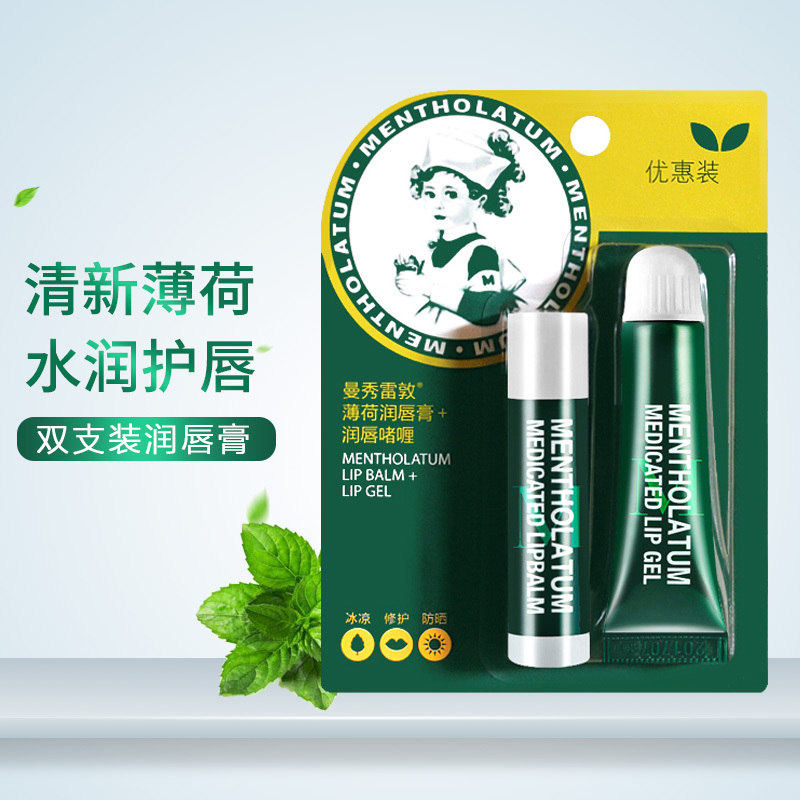 清新薄荷
水润护唇
双支装润唇膏
MENTHOLATUM · MENTHOLATUM · MENTHOLATUM ·
M
优惠装
曼秀雷敦®
薄荷润唇膏+
润唇啫喱
MENTHOLATUM
LIP BALM +
LIP GEL
冰凉 修护 防晒
MENTHOLATUM
MEDICATED LIPBALM
MENTHOLATUM
MEDICATED LIP GEL